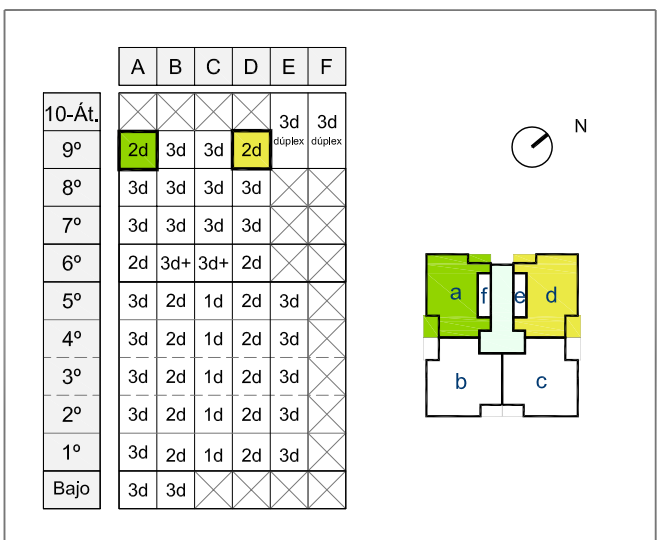 A B C D E F
10-Át. 3d dúplex 3d dúplex
9º 2d 3d 3d 2d
8º 3d 3d 3d 3d
7º 3d 3d 3d 3d
6º 2d 3d+ 3d+ 2d
5º 3d 2d 1d 2d 3d
4º 3d 2d 1d 2d 3d
3º 3d 2d 1d 2d 3d
2º 3d 2d 1d 2d 3d
1º 3d 2d 1d 2d 3d
Bajo 3d 3d
N
a f e d
b c